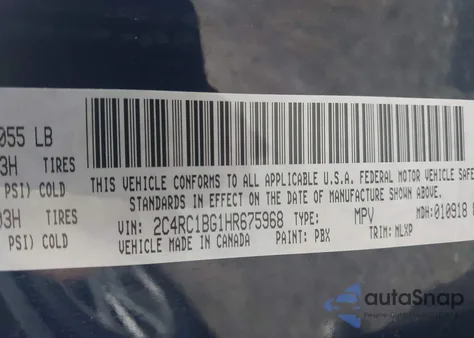 055 LB
3H TIRES
PSI) COLD
03H TIRES
PSI) COLD
THIS VEHICLE CONFORMS TO ALL APPLICABLE U.S.A. FEDERAL MOTOR VEHICLE SAFE
STANDARDS IN EFFECT ON THE DATE OF MANUFACTURE SHOWN ABOVE.
VIN: 2C4RC1BG1HR675968 TYPE: MPV MDH: 010918
VEHICLE MADE IN CANADA PAINT: PBX TRIM: NLXP
autoSnap